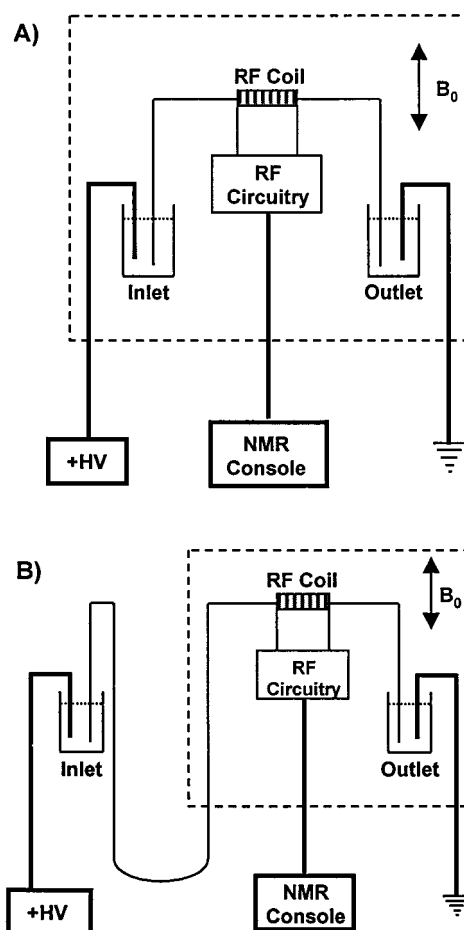 A)
RF Coil
B₀
RF
Circuitry
Inlet
Outlet
+HV
NMR
Console
B)
RF Coil
B₀
RF
Circuitry
Inlet
Outlet
+HV
NMR
Console